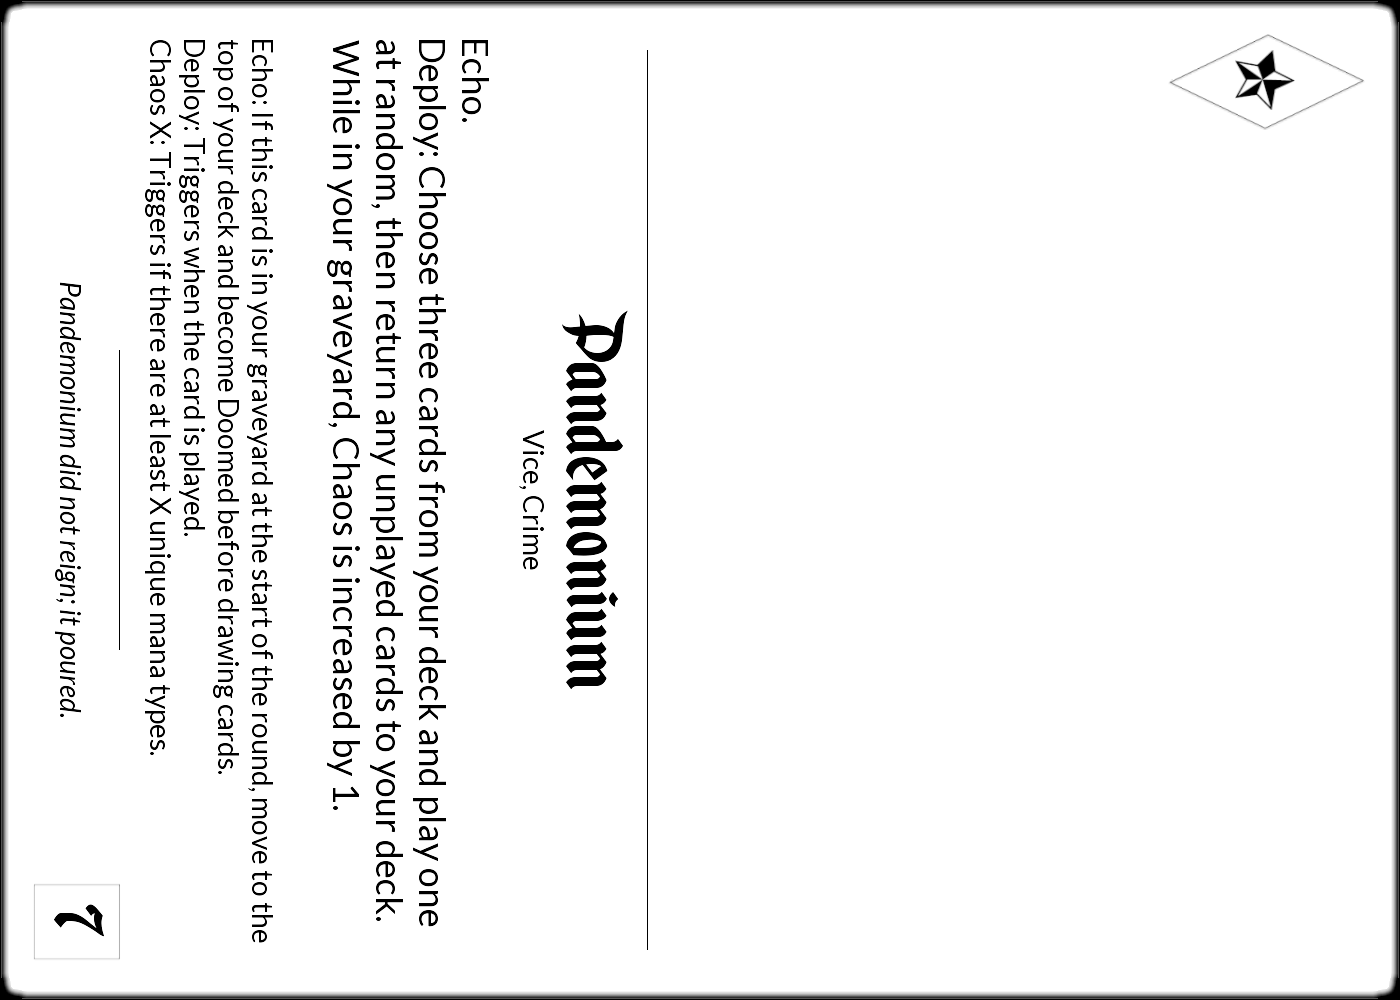 Pandemonium
Vice, Crime
Echo.
Deploy: Choose three cards from your deck and play one
at random, then return any unplayed cards to your deck.
While in your graveyard, Chaos is increased by 1.
Echo: If this card is in your graveyard at the start of the round, move to the
top of your deck and become Doomed before drawing cards.
Deploy: Triggers when the card is played.
Chaos X: Triggers if there are at least X unique mana types.
Pandemonium did not reign; it poured.
7